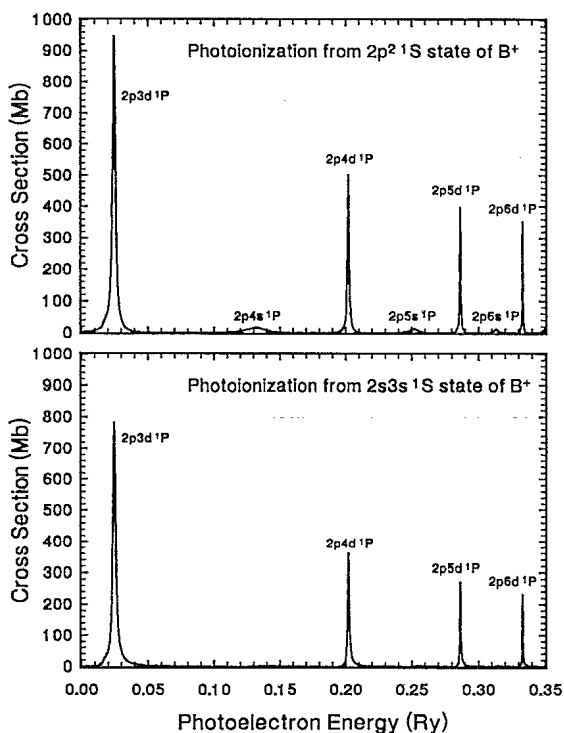 1 000
Photoionization from 2p² ¹S state of B⁺
900
800
2p3d ¹P
700
600
2p4d ¹P
500
2p5d ¹P
400
2p6d ¹P
300
200
2p4s ¹P
2p5s ¹P
2p6s ¹P
100
0
Cross Section (Mb)
1 000
Photoionization from 2s3s ¹S state of B⁺
900
800
2p3d ¹P
700
600
500
2p4d ¹P
400
2p5d ¹P
300
2p6d ¹P
200
100
0
Cross Section (Mb)
0.00 0.05 0.10 0.15 0.20 0.25 0.30 0.35
Photoelectron Energy (Ry)